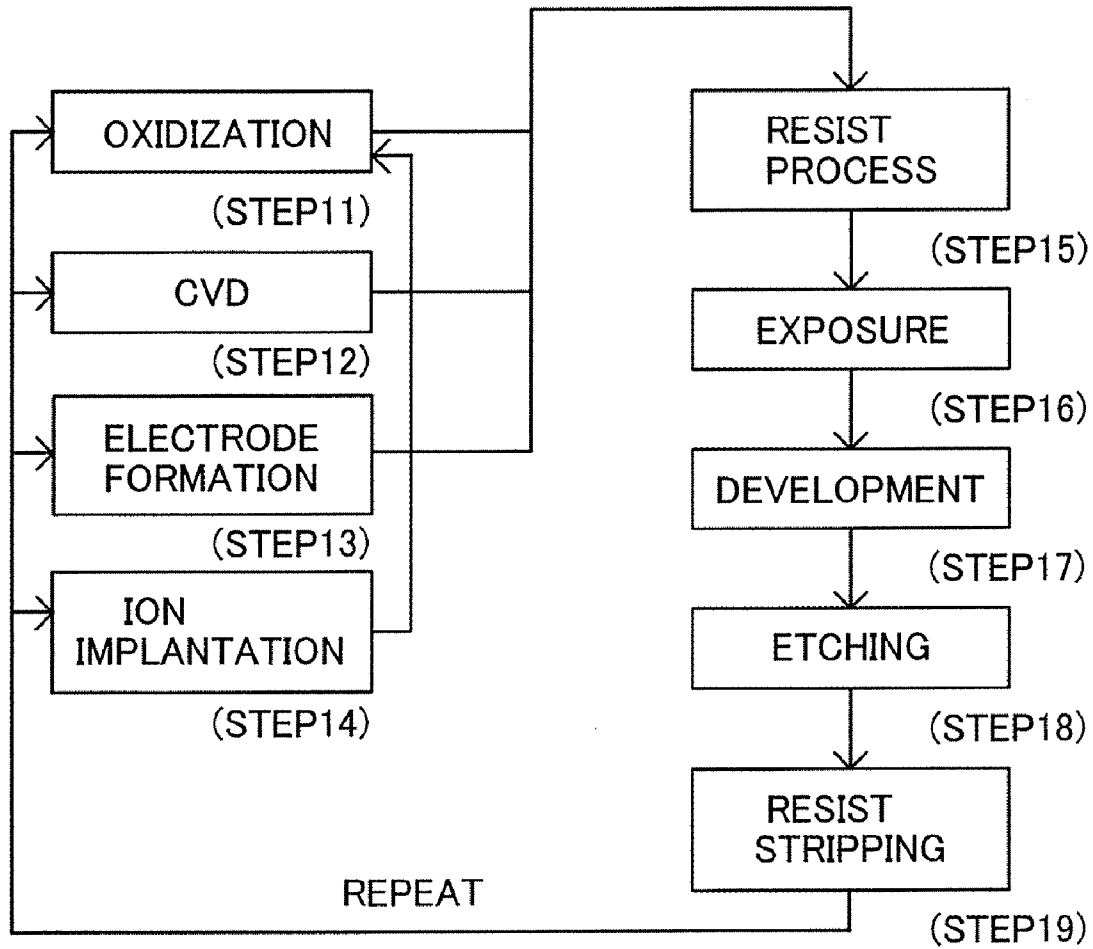 OXIDIZATION
(STEP11)
CVD
(STEP12)
ELECTRODE
FORMATION
(STEP13)
ION
IMPLANTATION
(STEP14)
RESIST
PROCESS
(STEP15)
EXPOSURE
(STEP16)
DEVELOPMENT
(STEP17)
ETCHING
(STEP18)
RESIST
STRIPPING
(STEP19)
REPEAT